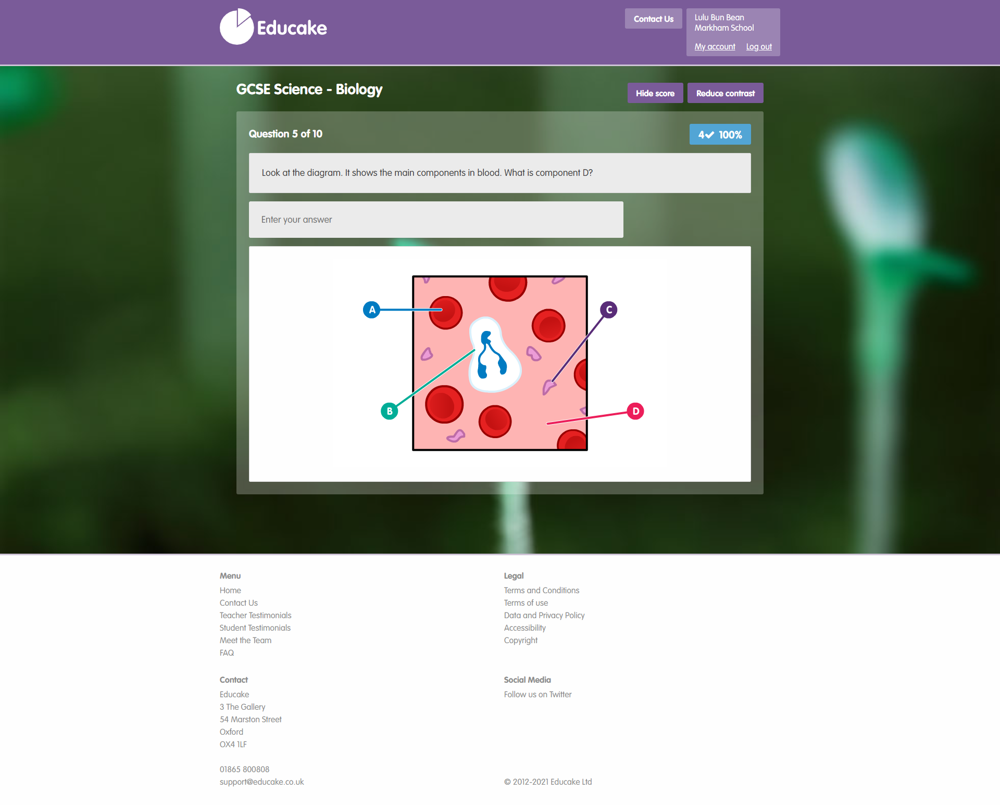 Educake
Contact Us
Lulu Bun Bean
Markham School
My account Log out
GCSE Science - Biology
Hide score
Reduce contrast
Question 5 of 10
4 100%
Look at the diagram. It shows the main components in blood. What is component D?
Enter your answer
A
C
B
D
Menu
Home
Contact Us
Teacher Testimonials
Student Testimonials
Meet the Team
FAQ
Legal
Terms and Conditions
Terms of use
Data and Privacy Policy
Accessibility
Copyright
Contact
Educake
3 The Gallery
54 Marston Street
Oxford
OX4 1LF
01865 800808
support@educake.co.uk
Social Media
Follow us on Twitter
© 2012-2021 Educake Ltd